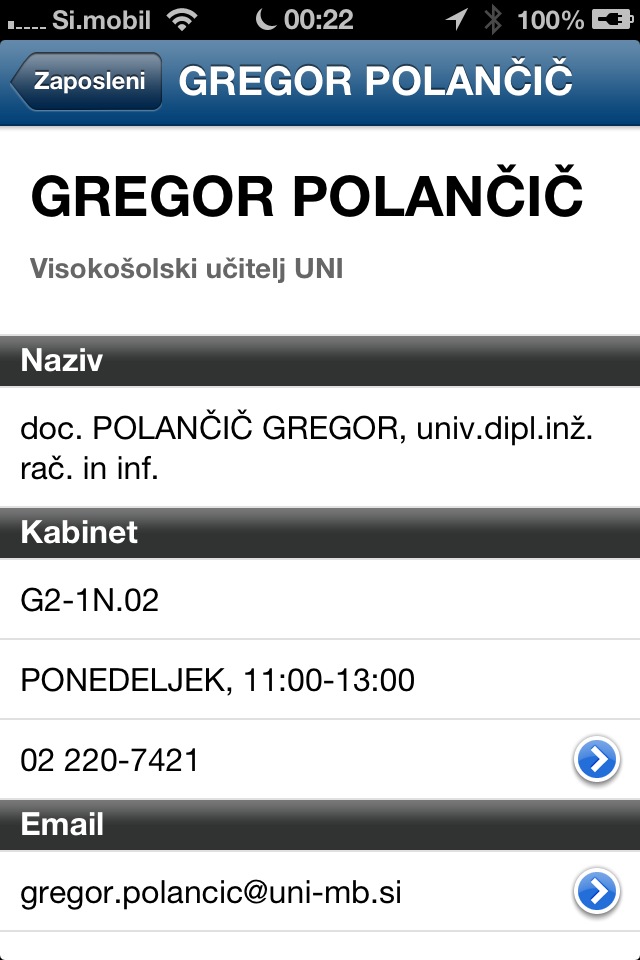 Si.mobil 00:22 100%
Zaposleni GREGOR POLANČIČ
GREGOR POLANČIČ
Visokošolski učitelj UNI
Naziv
doc. POLANČIČ GREGOR, univ.dipl.inž.
rač. in inf.
Kabinet
G2-1N.02
PONEDELJEK, 11:00-13:00
02 220-7421
Email
gregor.polancic@uni-mb.si